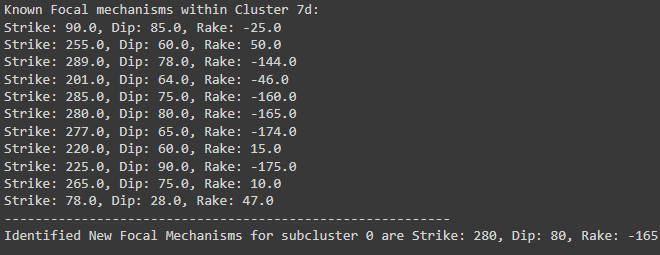 Known Focal mechanisms within Cluster 7d:
Strike: 90.0, Dip: 85.0, Rake: -25.0
Strike: 255.0, Dip: 60.0, Rake: 50.0
Strike: 289.0, Dip: 78.0, Rake: -144.0
Strike: 201.0, Dip: 64.0, Rake: -46.0
Strike: 285.0, Dip: 75.0, Rake: -160.0
Strike: 280.0, Dip: 80.0, Rake: -165.0
Strike: 277.0, Dip: 65.0, Rake: -174.0
Strike: 220.0, Dip: 60.0, Rake: 15.0
Strike: 225.0, Dip: 90.0, Rake: -175.0
Strike: 265.0, Dip: 75.0, Rake: 10.0
Strike: 78.0, Dip: 28.0, Rake: 47.0
----------------------------------------------------------
Identified New Focal Mechanisms for subcluster 0 are Strike: 280, Dip: 80, Rake: -165